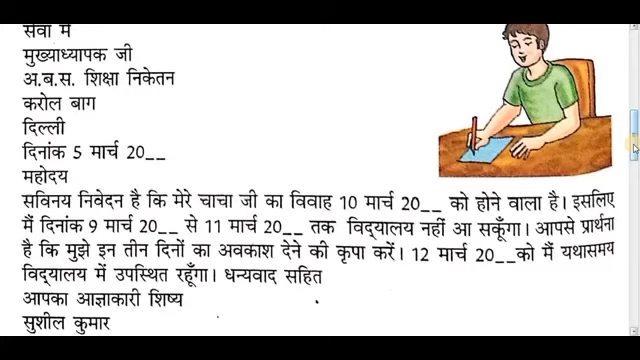 सेवा में
मुख्याध्यापक जी
अ.ब.स. शिक्षा निकेतन
करोल बाग
दिल्ली
दिनांक 5 मार्च 20__
महोदय
सविनय निवेदन है कि मेरे चाचा जी का विवाह 10 मार्च 20__ को होने वाला है। इसलिए
मैं दिनांक 9 मार्च 20__ से 11 मार्च 20__ तक विद्यालय नहीं आ सकूँगा। आपसे प्रार्थना
है कि मुझे इन तीन दिनों का अवकाश देने की कृपा करें। 12 मार्च 20__को मैं यथासमय
विद्यालय में उपस्थित रहूँगा। धन्यवाद सहित
आपका आज्ञाकारी शिष्य
सुशील कुमार